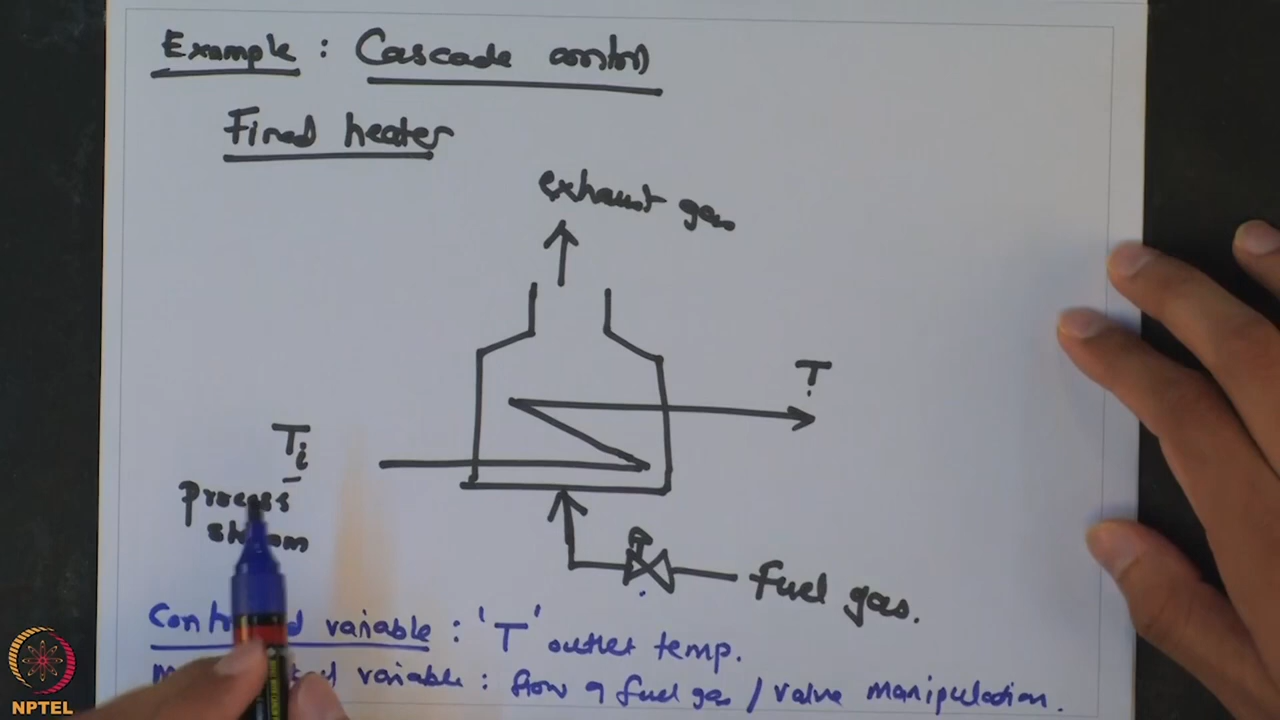 Example : Cascade control
Fired heater
exhaust gas
T
Ti
process
stream
fuel gas.
variable : 'T' outlet temp.
variable : flow of fuel gas / valve manipulation.
NPTEL